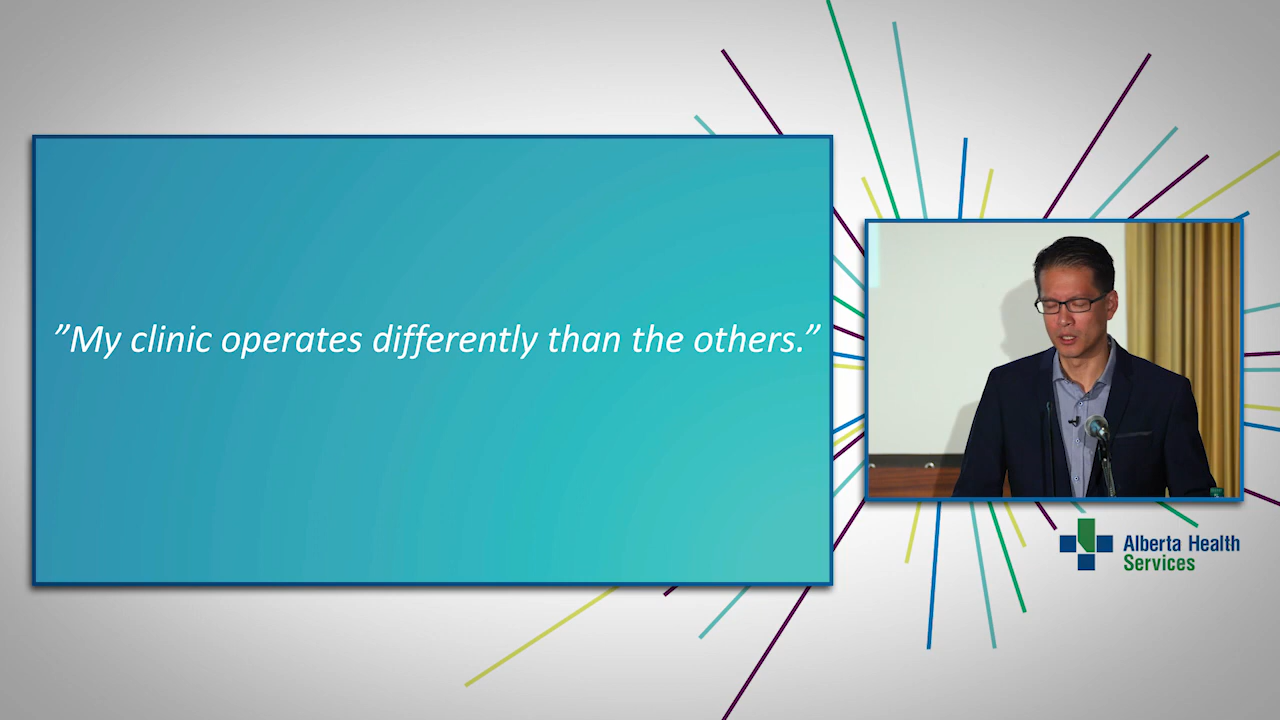 ”My clinic operates differently than the others.”
Alberta Health
Services